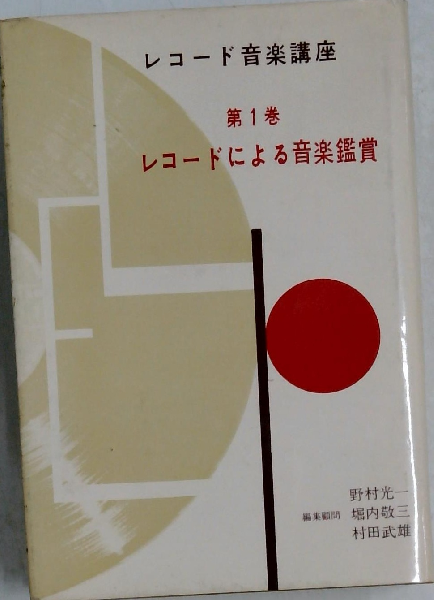 レコード音楽講座
第1巻
レコードによる音楽鑑賞
野村光一
編集顧問 堀内敬三
村田武雄